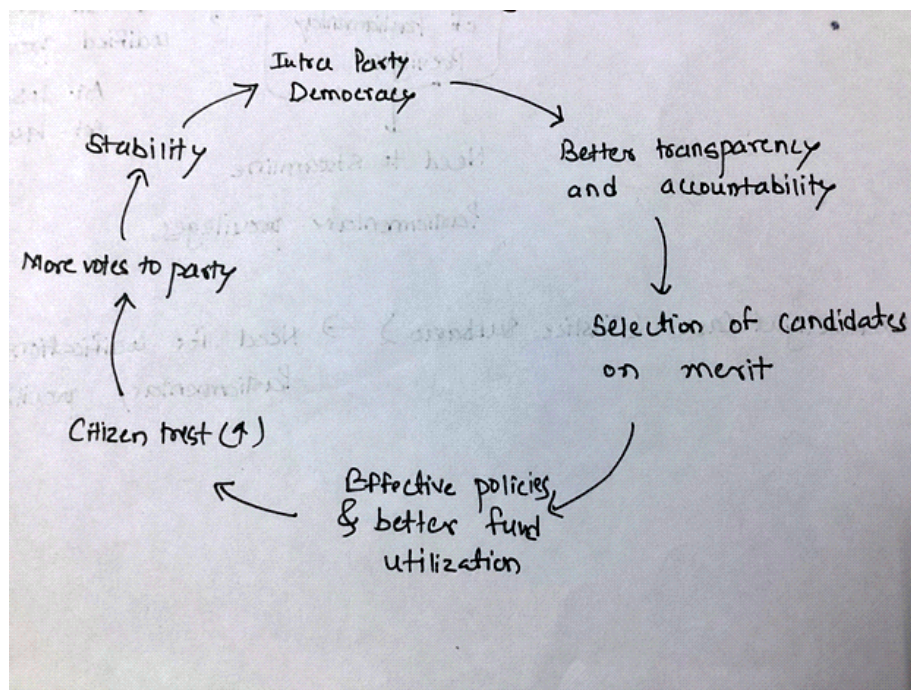 Intra Party
Democracy
Better transparency
and accountability
Selection of candidates
on merit
Effective policies
& better fund
utilization
Citizen trust (↑)
More votes to party
Stability